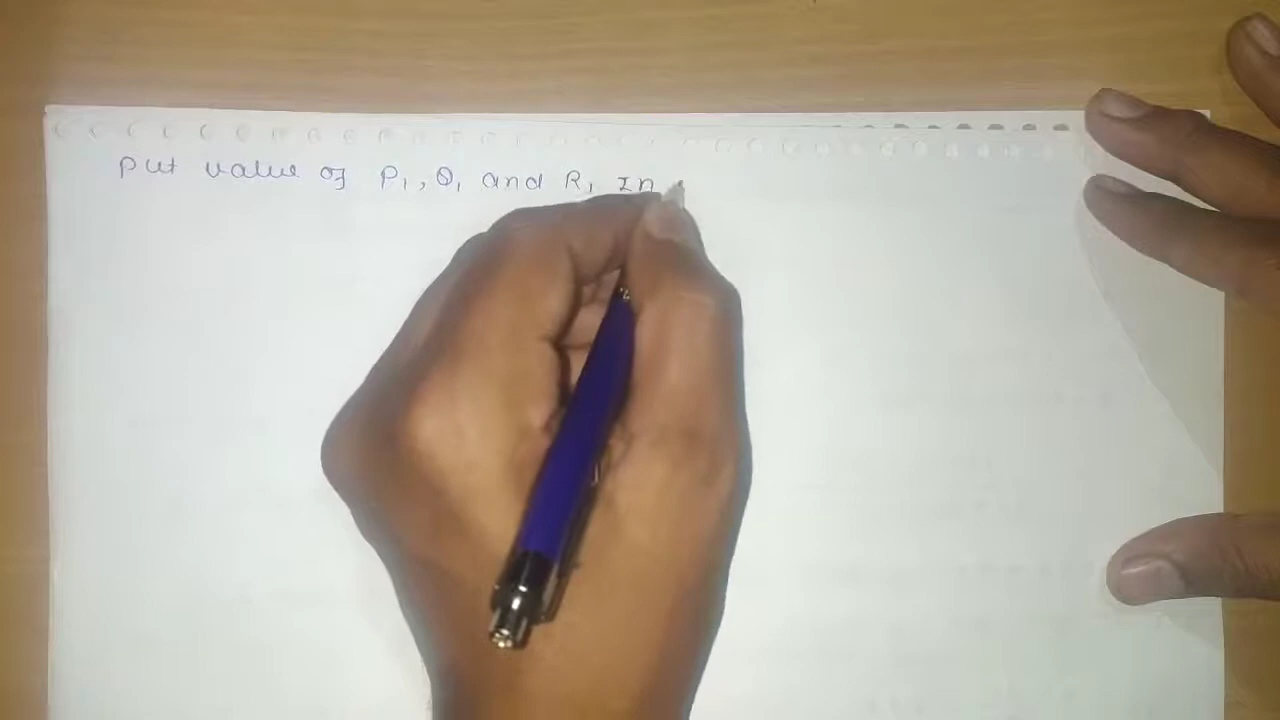 Put value of P₁, Q₁ and R₁ In